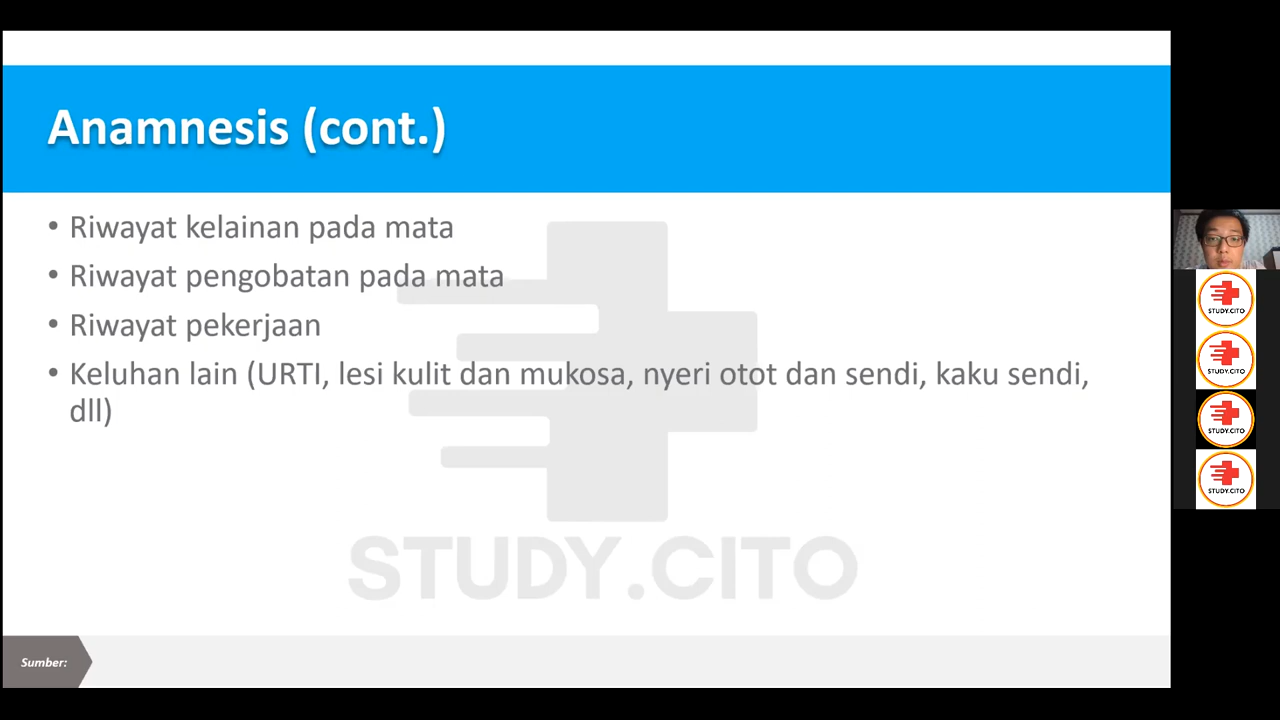 Anamnesis (cont.)
• Riwayat kelainan pada mata
• Riwayat pengobatan pada mata
• Riwayat pekerjaan
• Keluhan lain (URTI, lesi kulit dan mukosa, nyeri otot dan sendi, kaku sendi,
dll)
STUDY.CITO
Sumber:
STUDY.CITO
STUDY.CITO
STUDY.CITO
STUDY.CITO